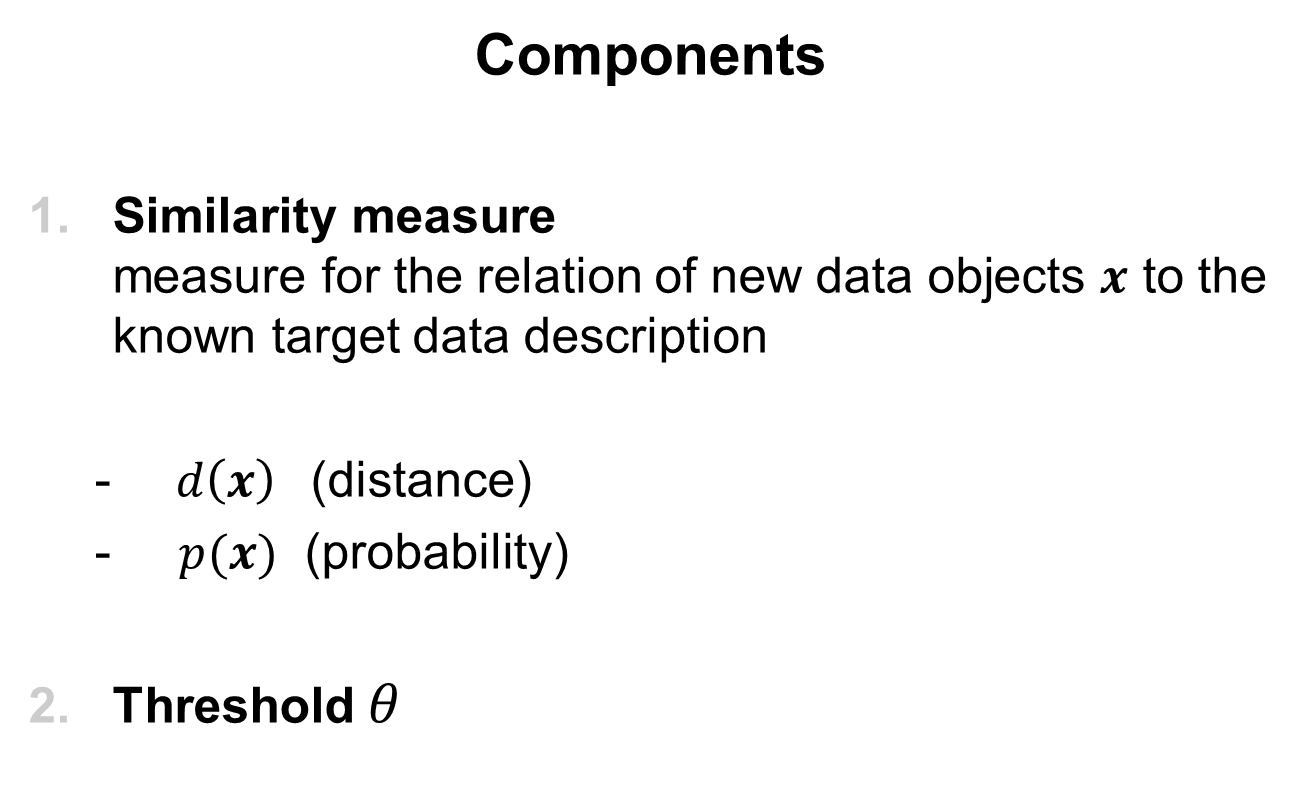 Components
1. Similarity measure
measure for the relation of new data objects x to the
known target data description
- d(x) (distance)
- p(x) (probability)
2. Threshold θ